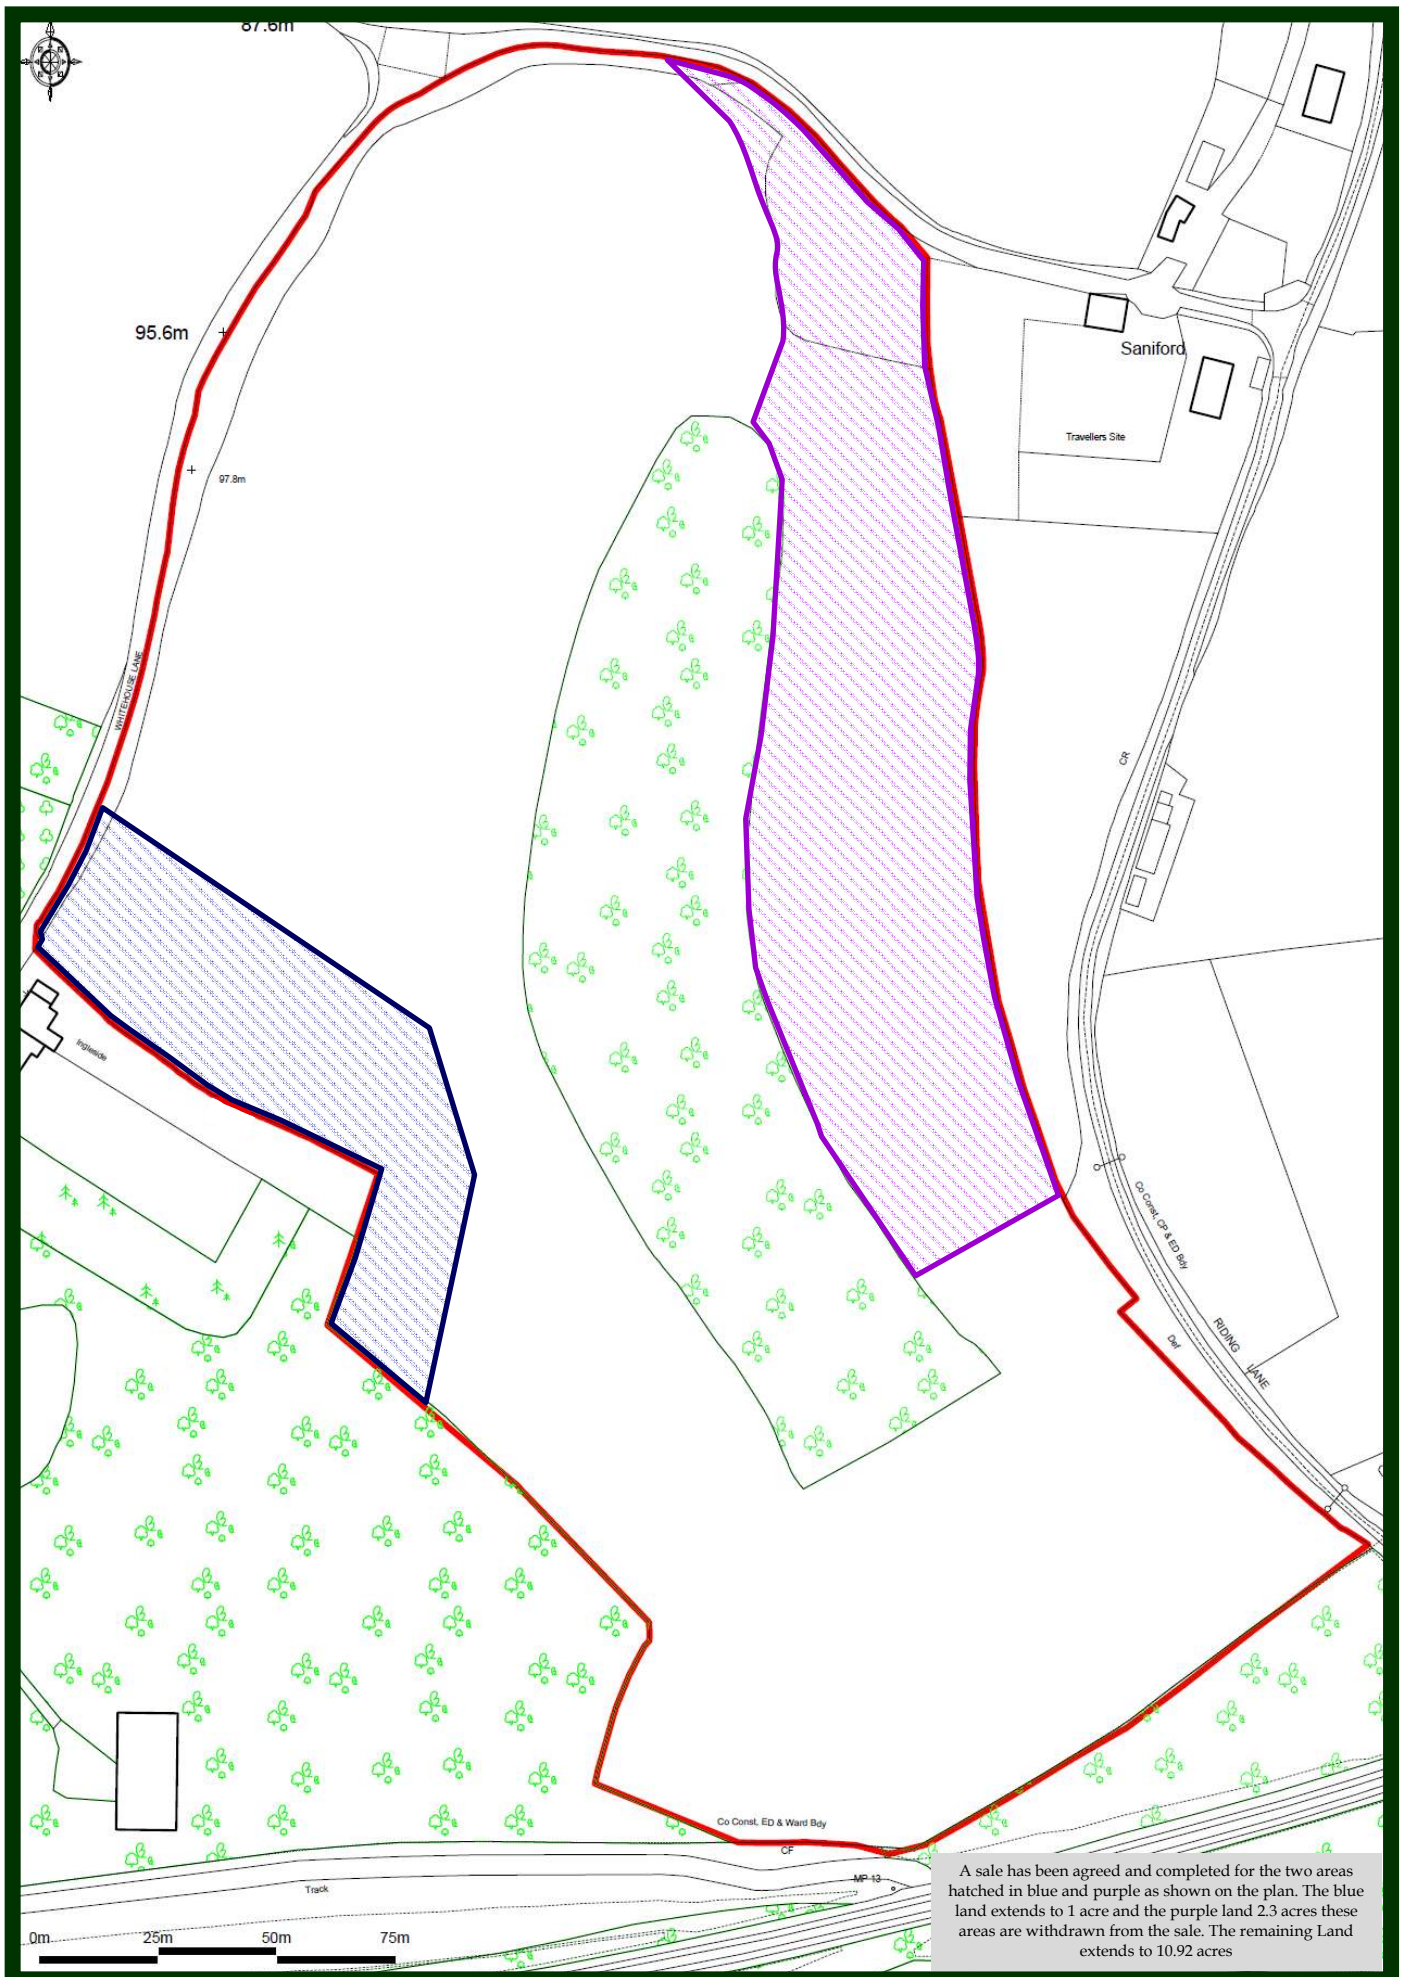 87.6m
95.6m
97.8m
Saniford
Travellers Site
WHITEHOUSE LANE
CR
Ingleside
Co Const, CP & ED Bdy
RIDING LANE
Def
Co Const, ED & Ward Bdy
CF
MP 13
Track
0m 25m 50m 75m
A sale has been agreed and completed for the two areas
hatched in blue and purple as shown on the plan. The blue
land extends to 1 acre and the purple land 2.3 acres these
areas are withdrawn from the sale. The remaining Land
extends to 10.92 acres